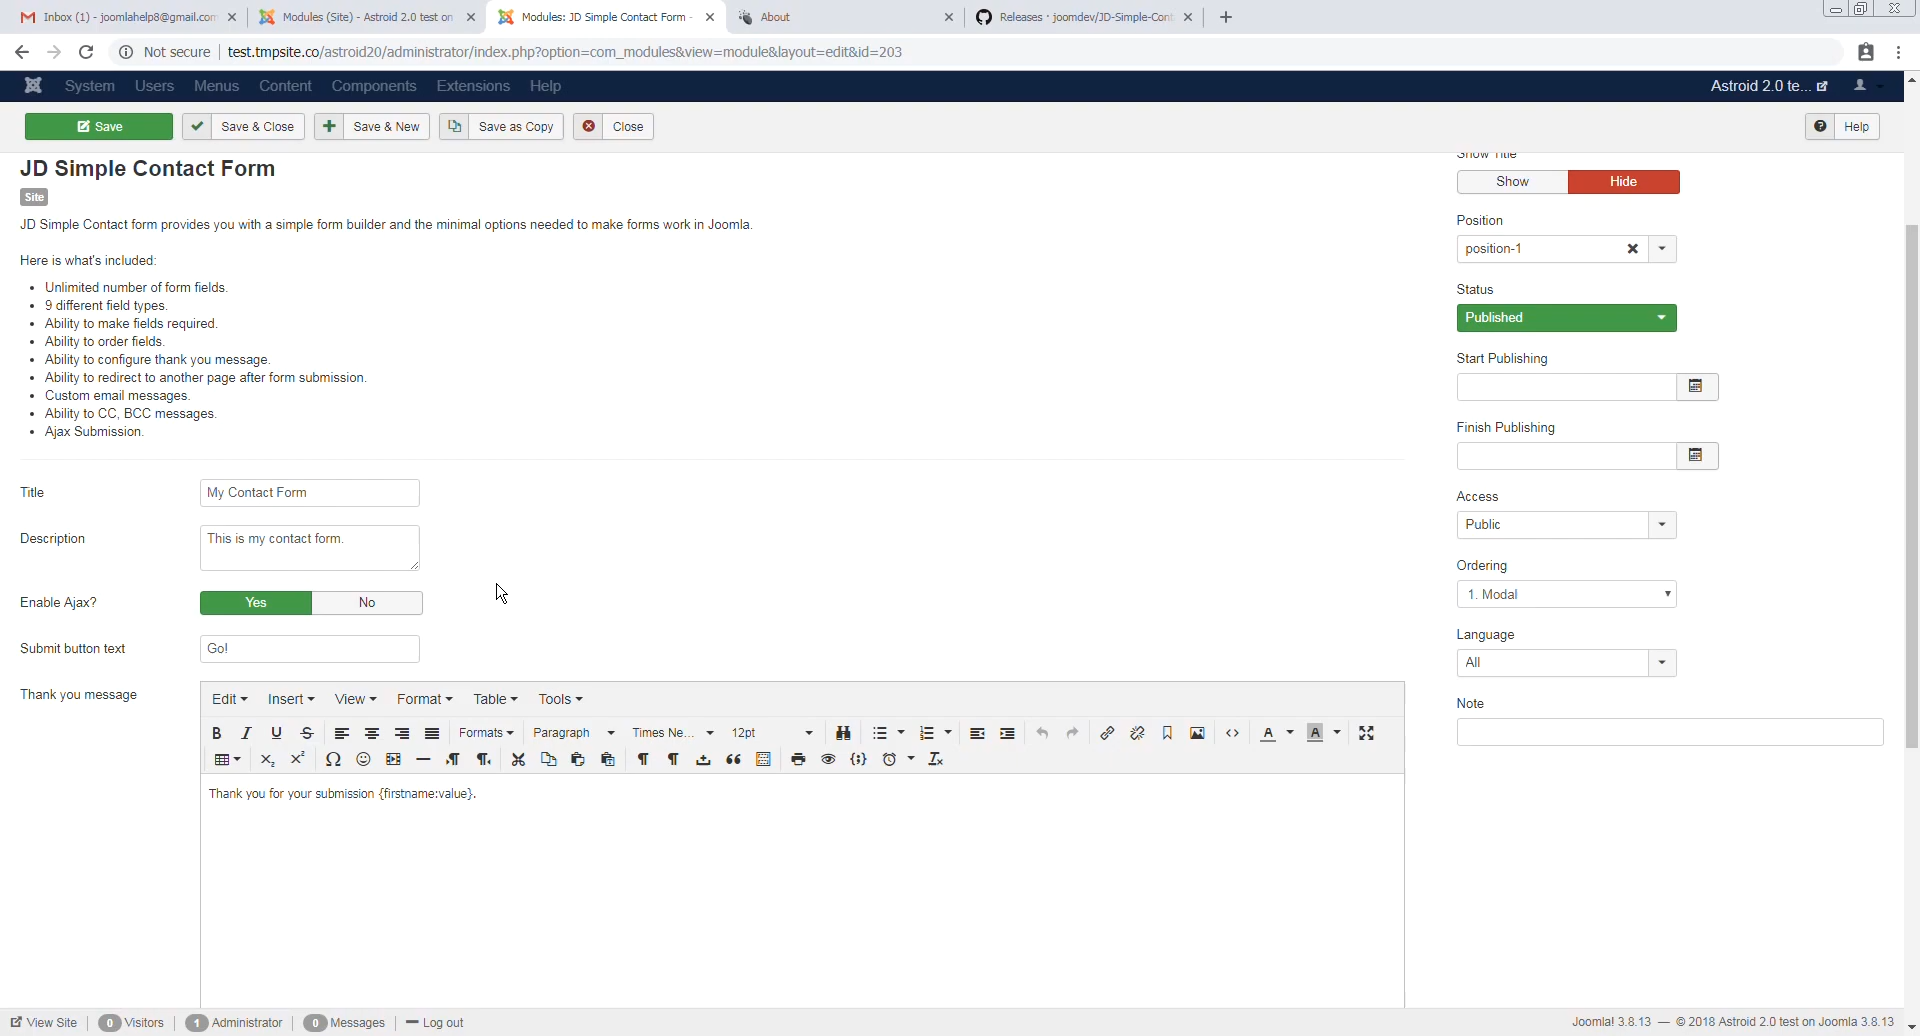 Inbox (1) - joomlahelp8@gmail.com
Modules (Site) - Astroid 2.0 test on
Modules: JD Simple Contact Form -
About
Releases · joomdev/JD-Simple-Cont
Not secure
test.tmpsite.co/astroid20/administrator/index.php?option=com_modules&view=module&layout=edit&id=203
System Users Menus Content Components Extensions Help
Astroid 2.0 te...
Save
Save & Close
Save & New
Save as Copy
Close
Help
JD Simple Contact Form
Site
JD Simple Contact form provides you with a simple form builder and the minimal options needed to make forms work in Joomla.
Here is what's included:
• Unlimited number of form fields.
• 9 different field types.
• Ability to make fields required.
• Ability to order fields.
• Ability to configure thank you message.
• Ability to redirect to another page after form submission.
• Custom email messages.
• Ability to CC, BCC messages.
• Ajax Submission.
Title
My Contact Form
Description
This is my contact form.
Enable Ajax?
Yes No
Submit button text
Go!
Thank you message
Edit Insert View Format Table Tools
B I U S Formats Paragraph Times Ne... 12pt A A
Thank you for your submission {firstname:value}.
Show Title
Show Hide
Position
position-1
Status
Published
Start Publishing
Finish Publishing
Access
Public
Ordering
1. Modal
Language
All
Note
View Site 0 Visitors 1 Administrator 0 Messages Log out
Joomla! 3.8.13 — © 2018 Astroid 2.0 test on Joomla 3.8.13